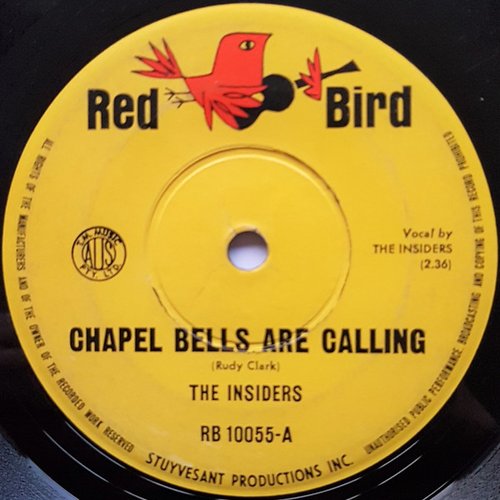 Red Bird
T.M. MUSIC
AUS
PTY. LTD.
Vocal by
THE INSIDERS
(2.36)
CHAPEL BELLS ARE CALLING
(Rudy Clark)
THE INSIDERS
RB 10055-A
STUYVESANT PRODUCTIONS INC.
ALL RIGHTS OF THE MANUFACTURERS AND OF THE OWNER OF THE RECORDED WORK RESERVED
UNAUTHORISED PUBLIC PERFORMANCE, BROADCASTING AND COPYING OF THIS RECORD PROHIBITED